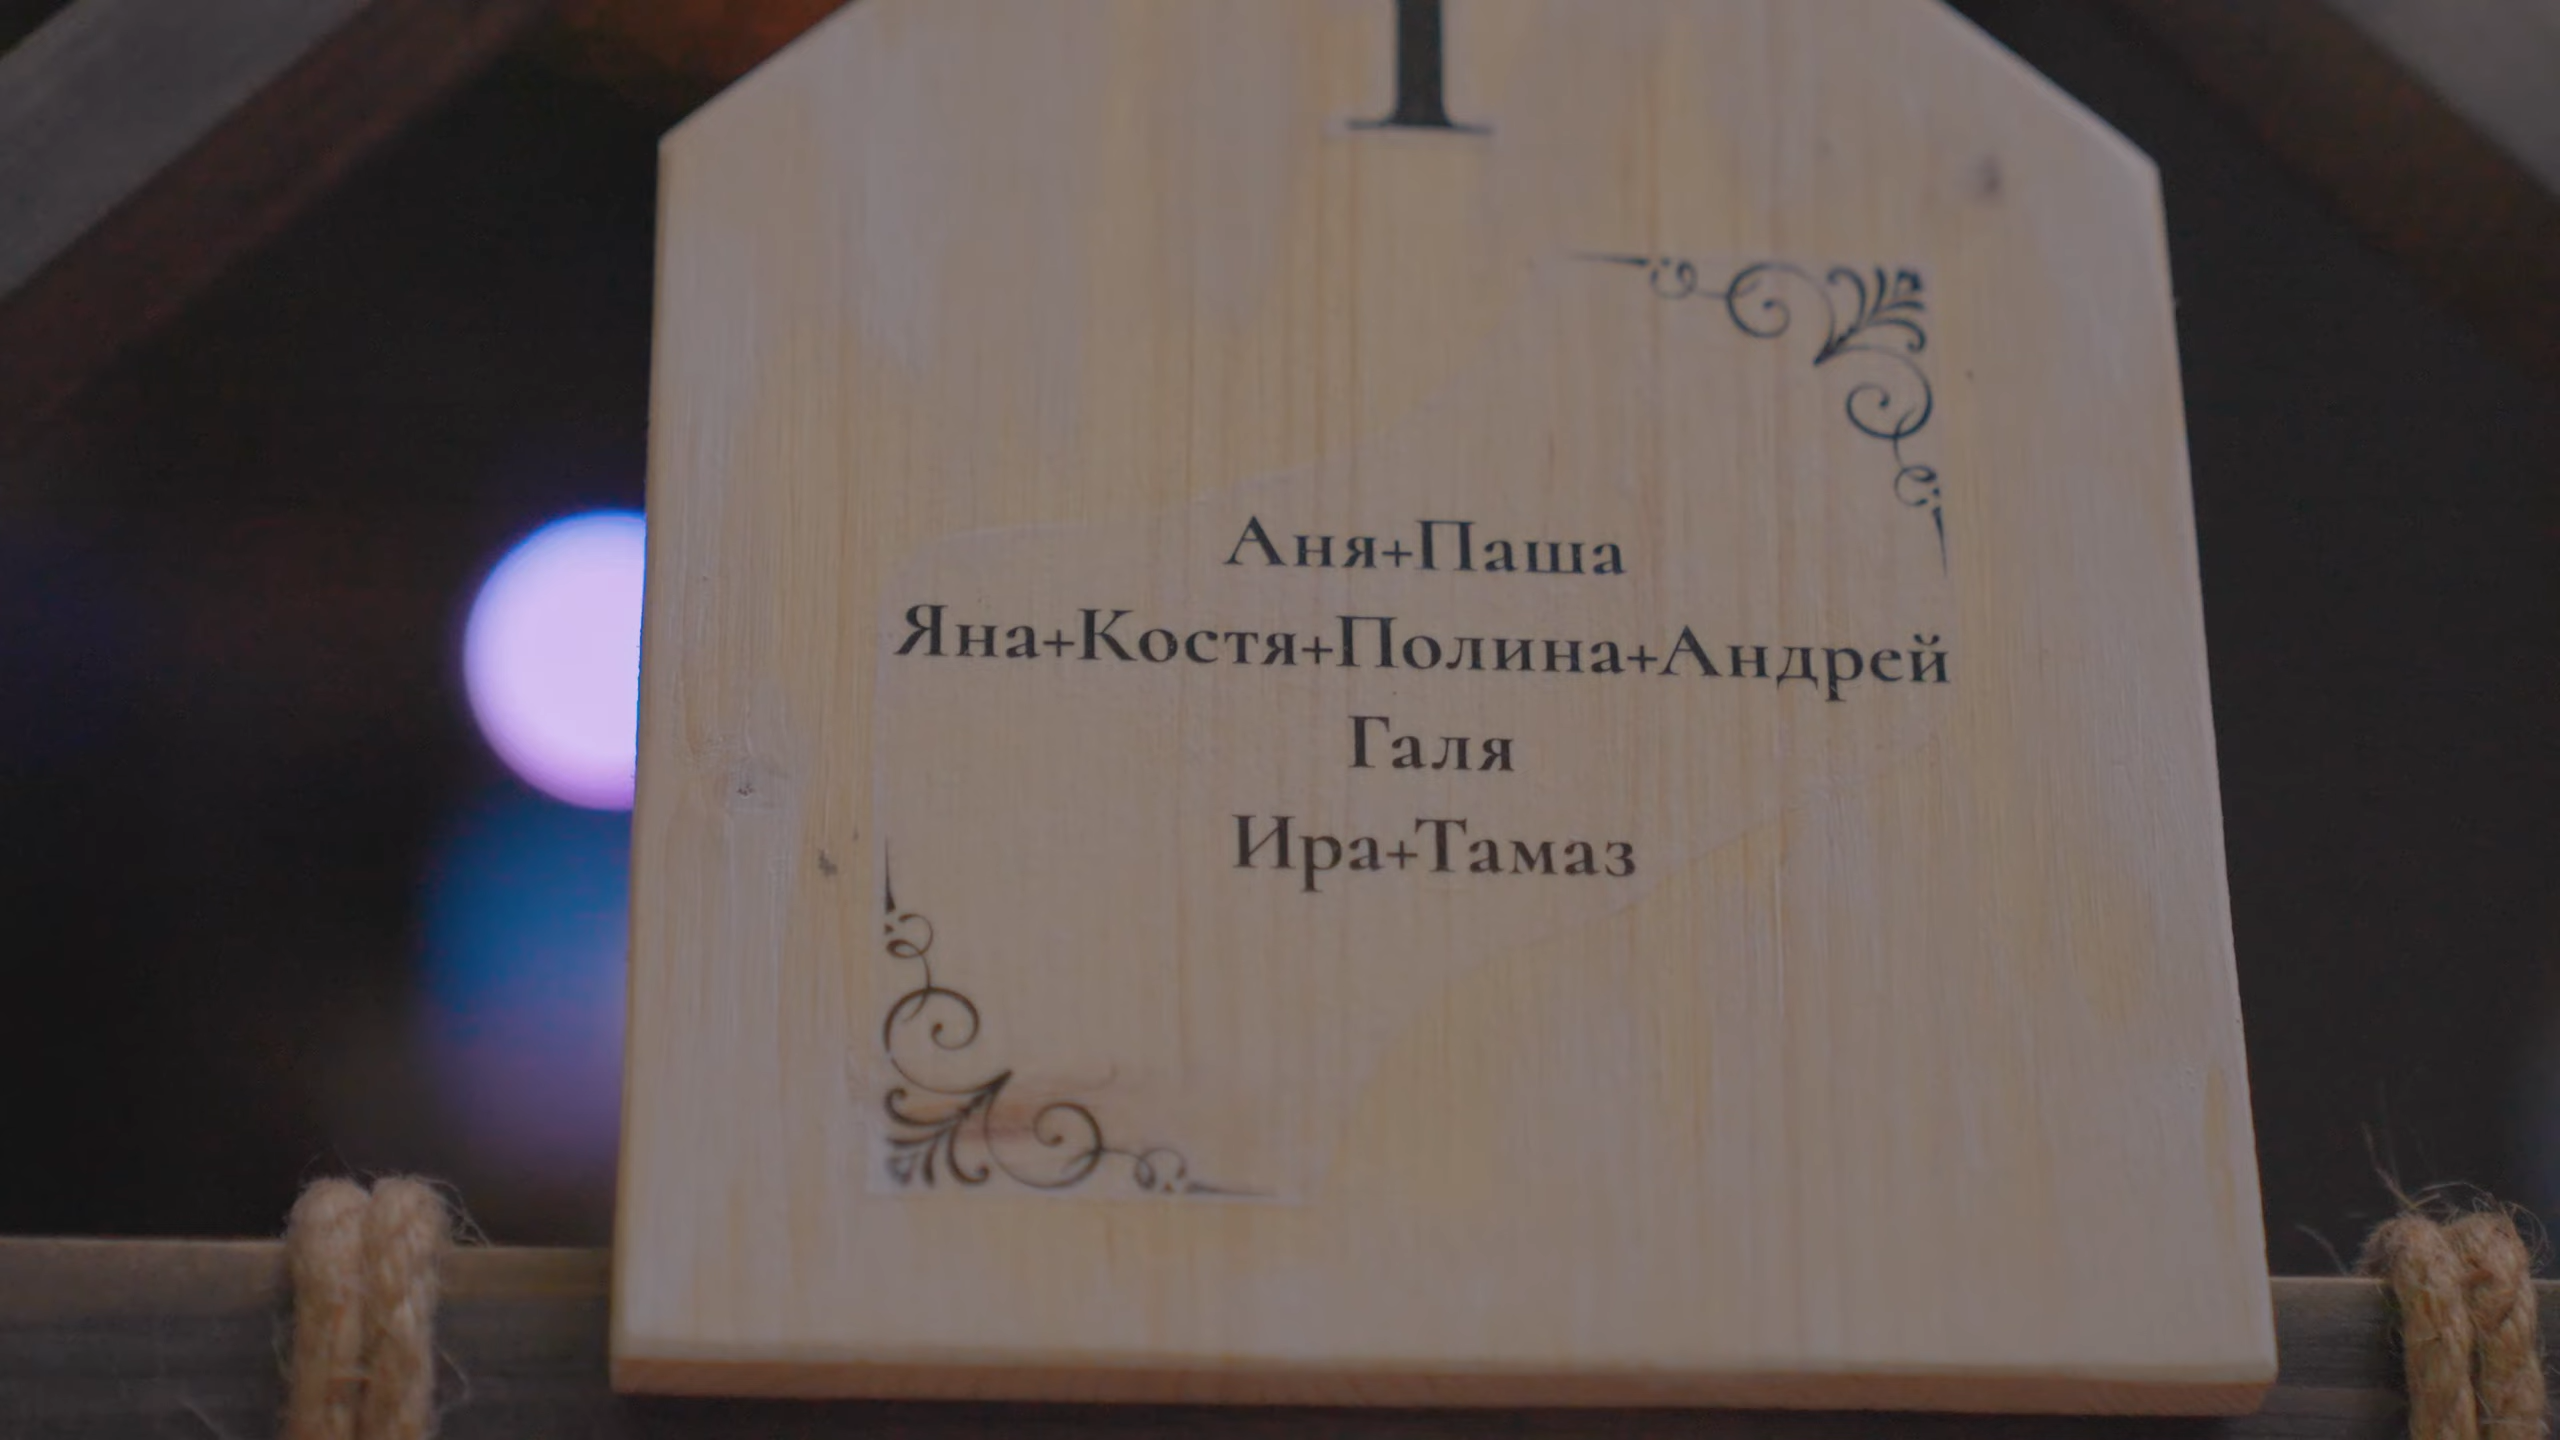 Аня+Паша
Яна+Костя+Полина+Андрей
Галя
Ира+Тамаз